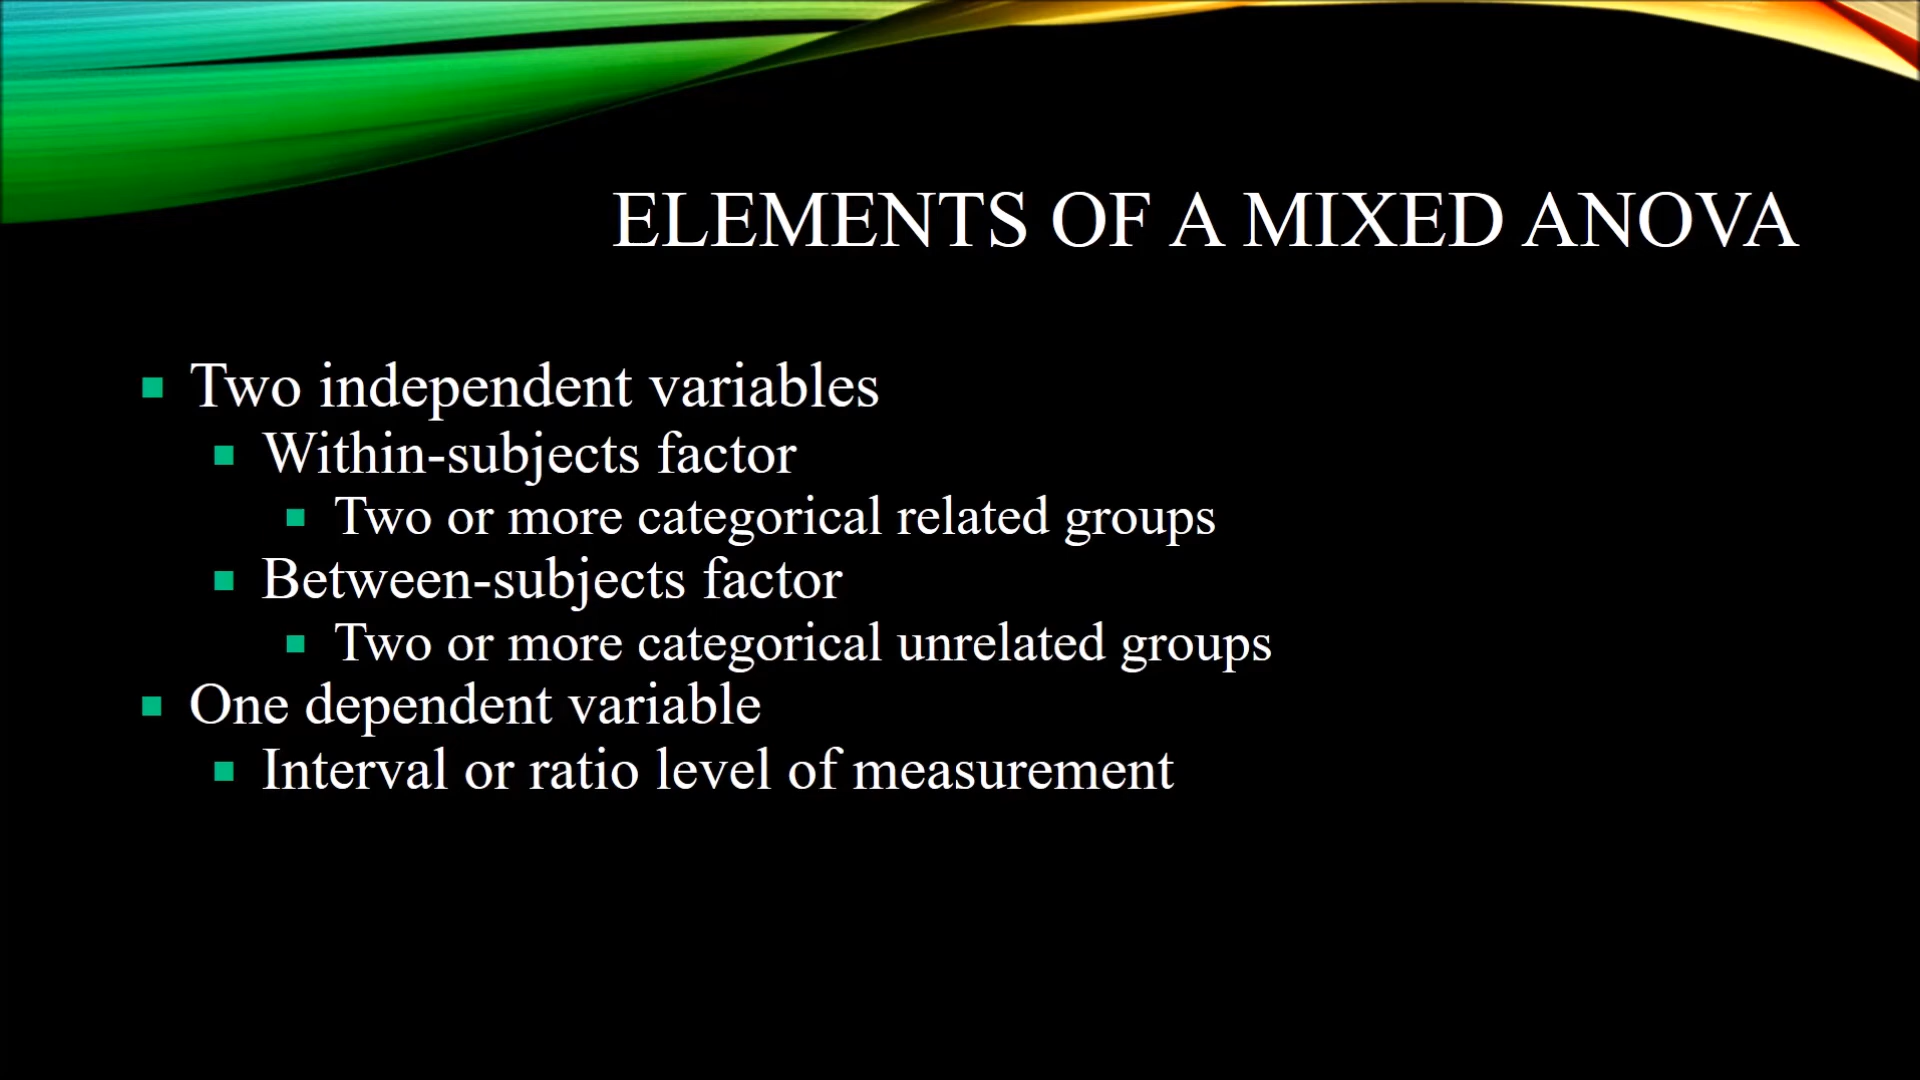 ELEMENTS OF A MIXED ANOVA
Two independent variables
Within-subjects factor
Two or more categorical related groups
Between-subjects factor
Two or more categorical unrelated groups
One dependent variable
Interval or ratio level of measurement